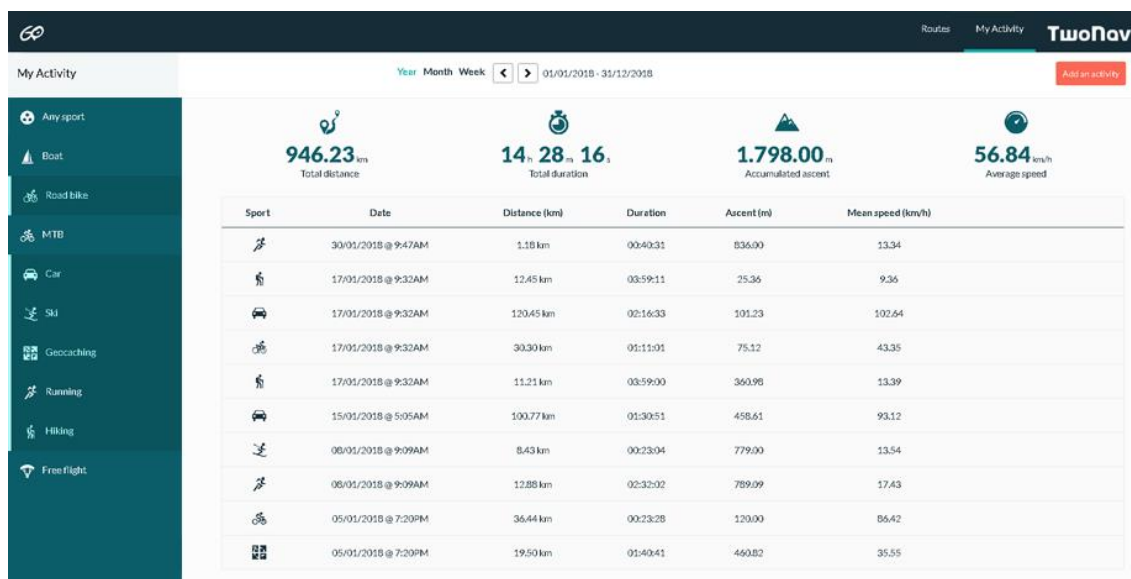 GO
Routes My Activity TwoNav
My Activity
Year Month Week 01/01/2018 - 31/12/2018
Add an activity
Any sport
Boat
Road bike
MTB
Car
Ski
Geocaching
Running
Hiking
Free flight
946.23 km
Total distance
14h 28m 16s
Total duration
1.798.00 m
Accumulated ascent
56.84 km/h
Average speed
Sport Date Distance (km) Duration Ascent (m) Mean speed (km/h)
30/01/2018 @ 9:47AM 1.18 km 00:40:31 836.00 13.34
17/01/2018 @ 9:32AM 12.45 km 03:59:11 25.36 9.36
17/01/2018 @ 9:32AM 120.45 km 02:16:33 101.23 102.64
17/01/2018 @ 9:32AM 30.30 km 01:11:01 75.12 43.35
17/01/2018 @ 9:32AM 11.21 km 03:59:00 360.98 13.39
15/01/2018 @ 5:05AM 100.77 km 01:30:51 458.61 93.12
08/01/2018 @ 9:09AM 8.43 km 00:23:04 779.00 13.54
08/01/2018 @ 9:09AM 12.88 km 02:32:02 789.09 17.43
05/01/2018 @ 7:20PM 36.44 km 00:23:28 120.00 86.42
05/01/2018 @ 7:20PM 19.50 km 01:40:41 460.82 35.55